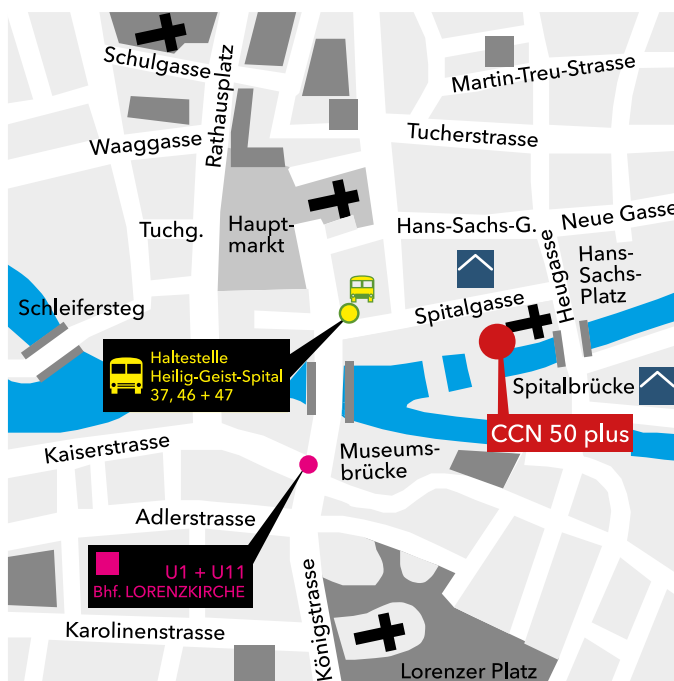 Schulgasse
Rathausplatz
Martin-Treu-Strasse
Waaggasse
Tucherstrasse
Tuchg.
Haupt-
markt
Hans-Sachs-G.
Neue Gasse
Heugasse
Hans-
Sachs-
Platz
Schleifersteg
Spitalgasse
Haltestelle
Heilig-Geist-Spital
37, 46 + 47
Spitalbrücke
CCN 50 plus
Kaiserstrasse
Museums-
brücke
Adlerstrasse
U1 + U11
Bhf. LORENZKIRCHE
Königstrasse
Karolinenstrasse
Lorenzer Platz